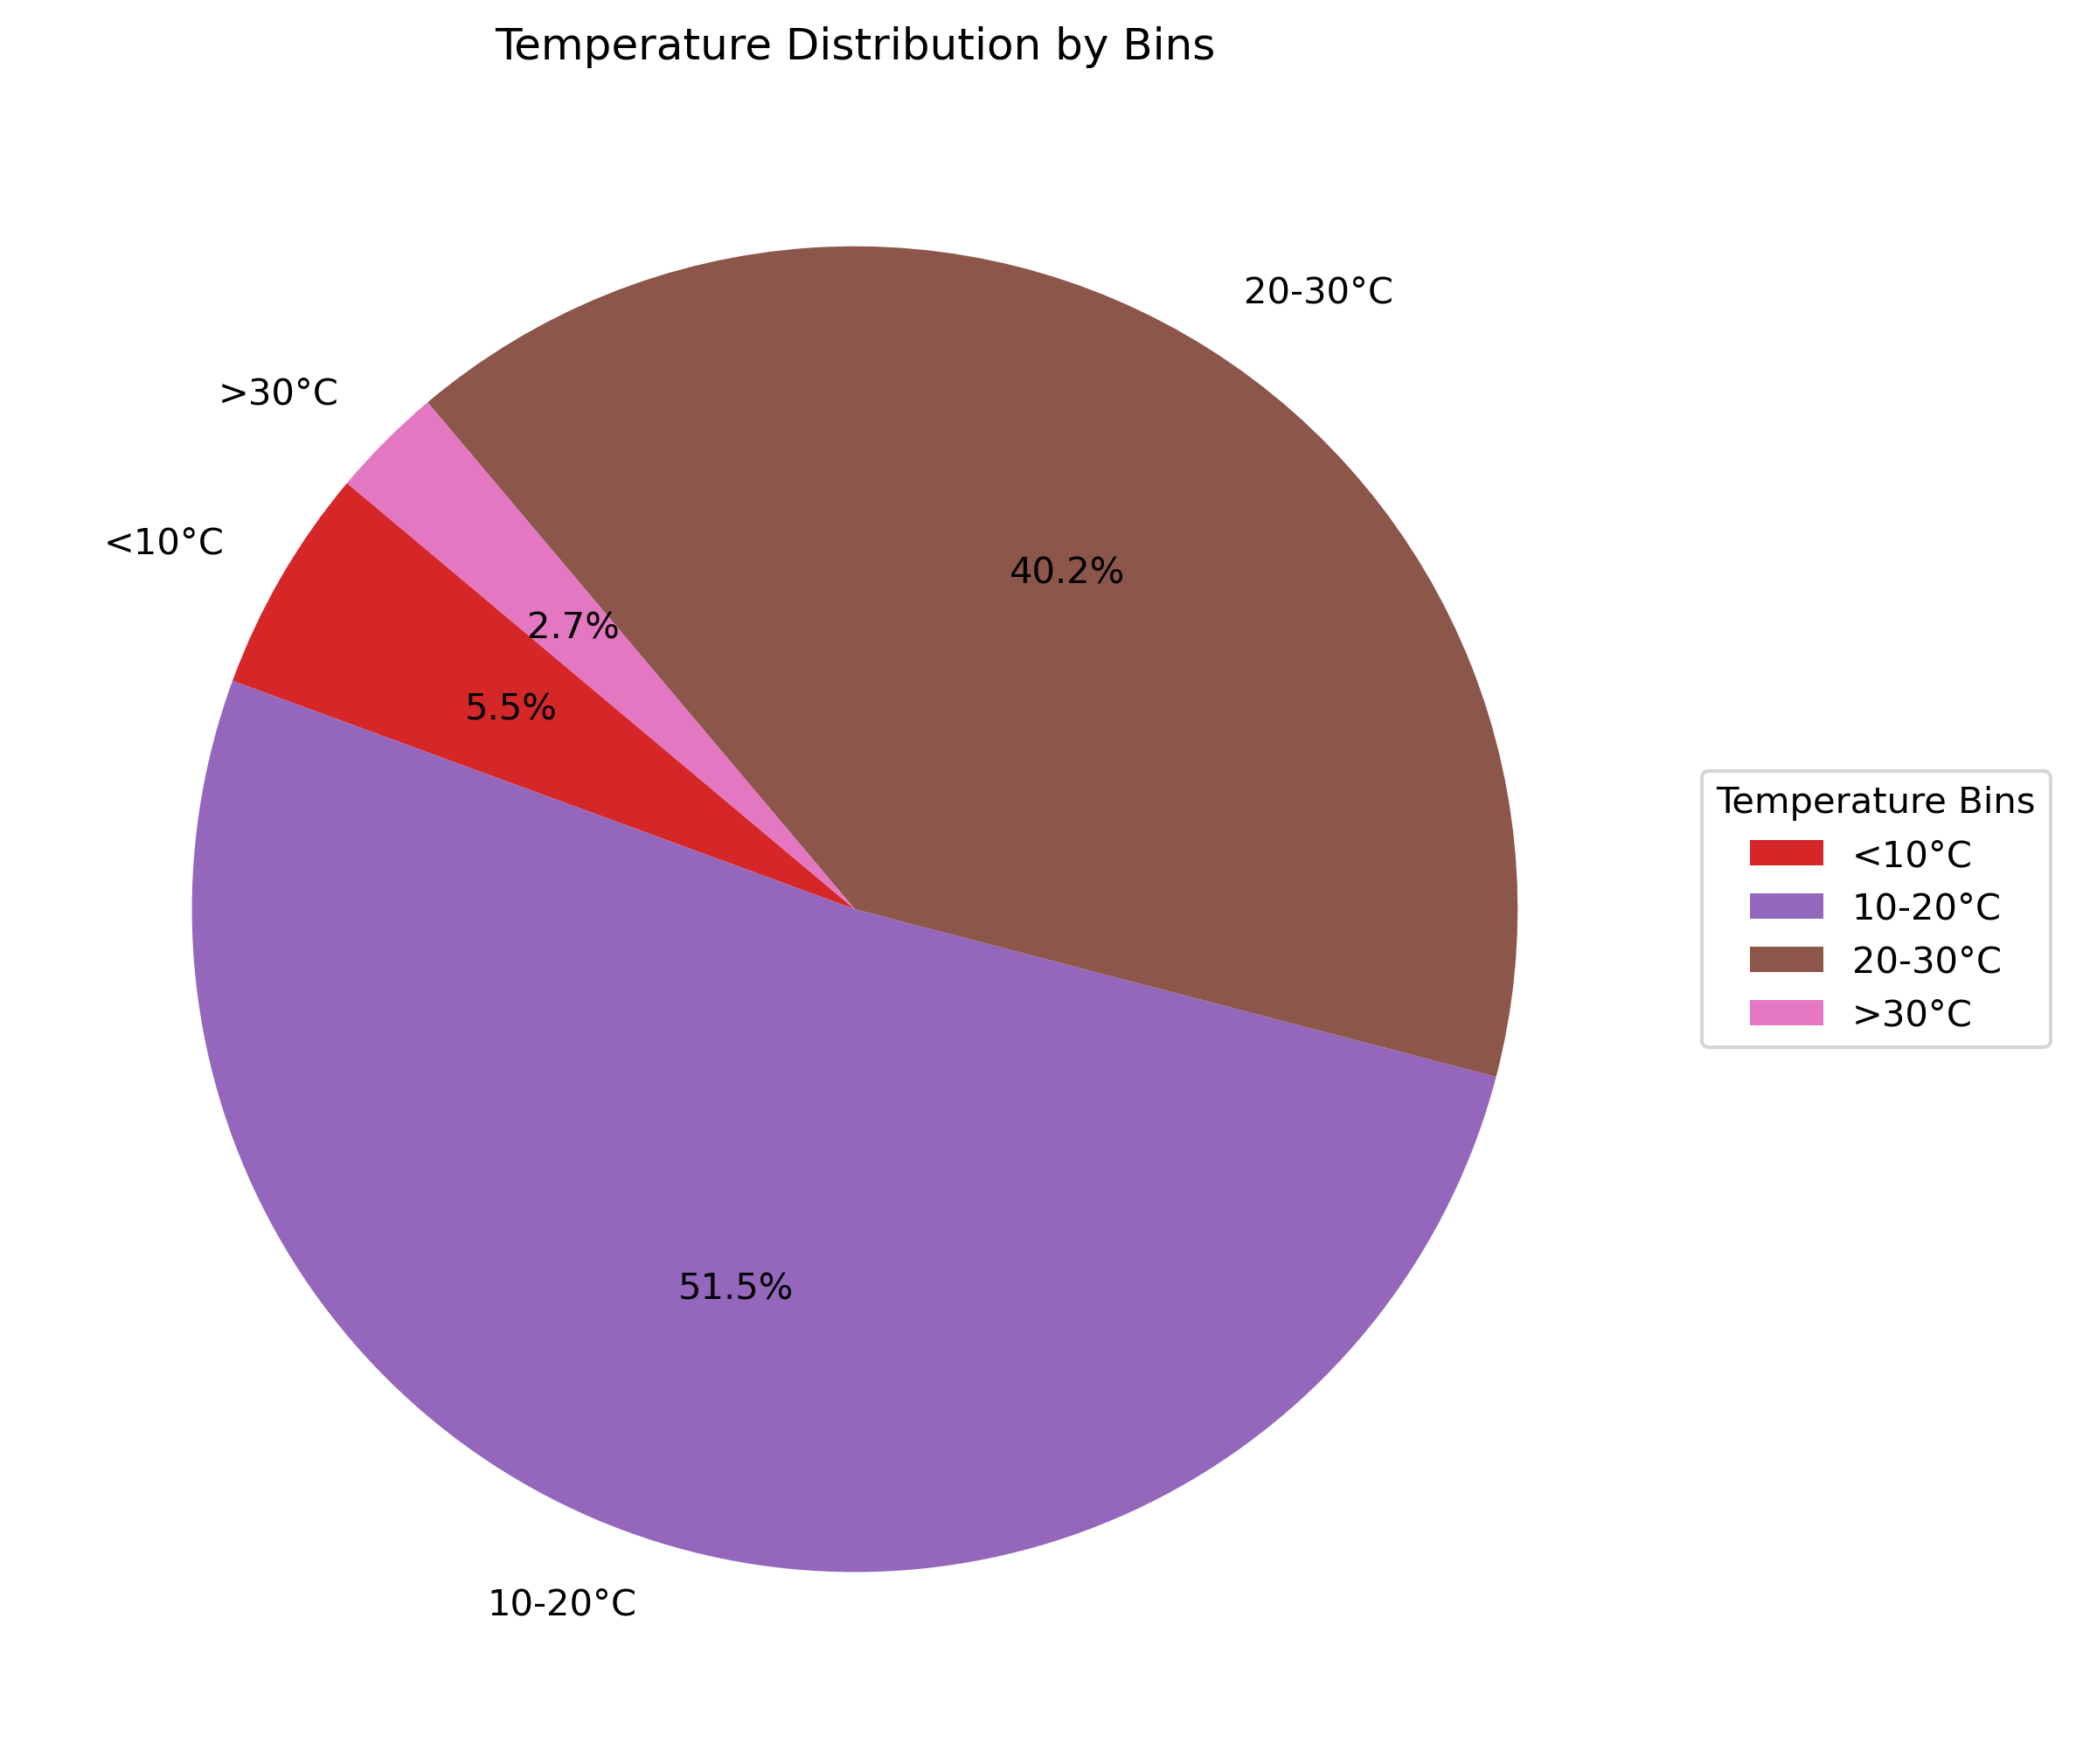 Temperature Distribution by Bins
20-30°C
>30°C
<10°C
40.2%
2.7%
5.5%
51.5%
10-20°C
Temperature Bins
<10°C
10-20°C
20-30°C
>30°C